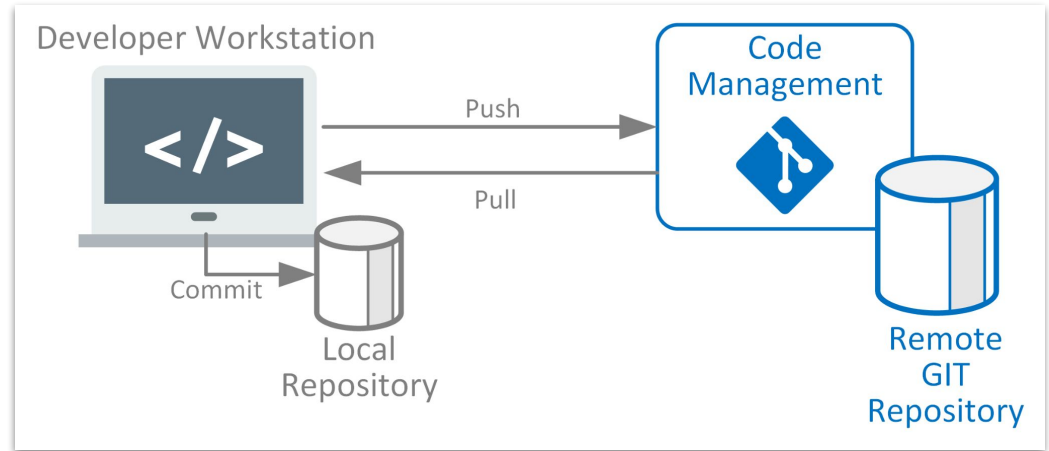 Developer Workstation
</>
Push
Pull
Commit
Local
Repository
Code
Management
Remote
GIT
Repository